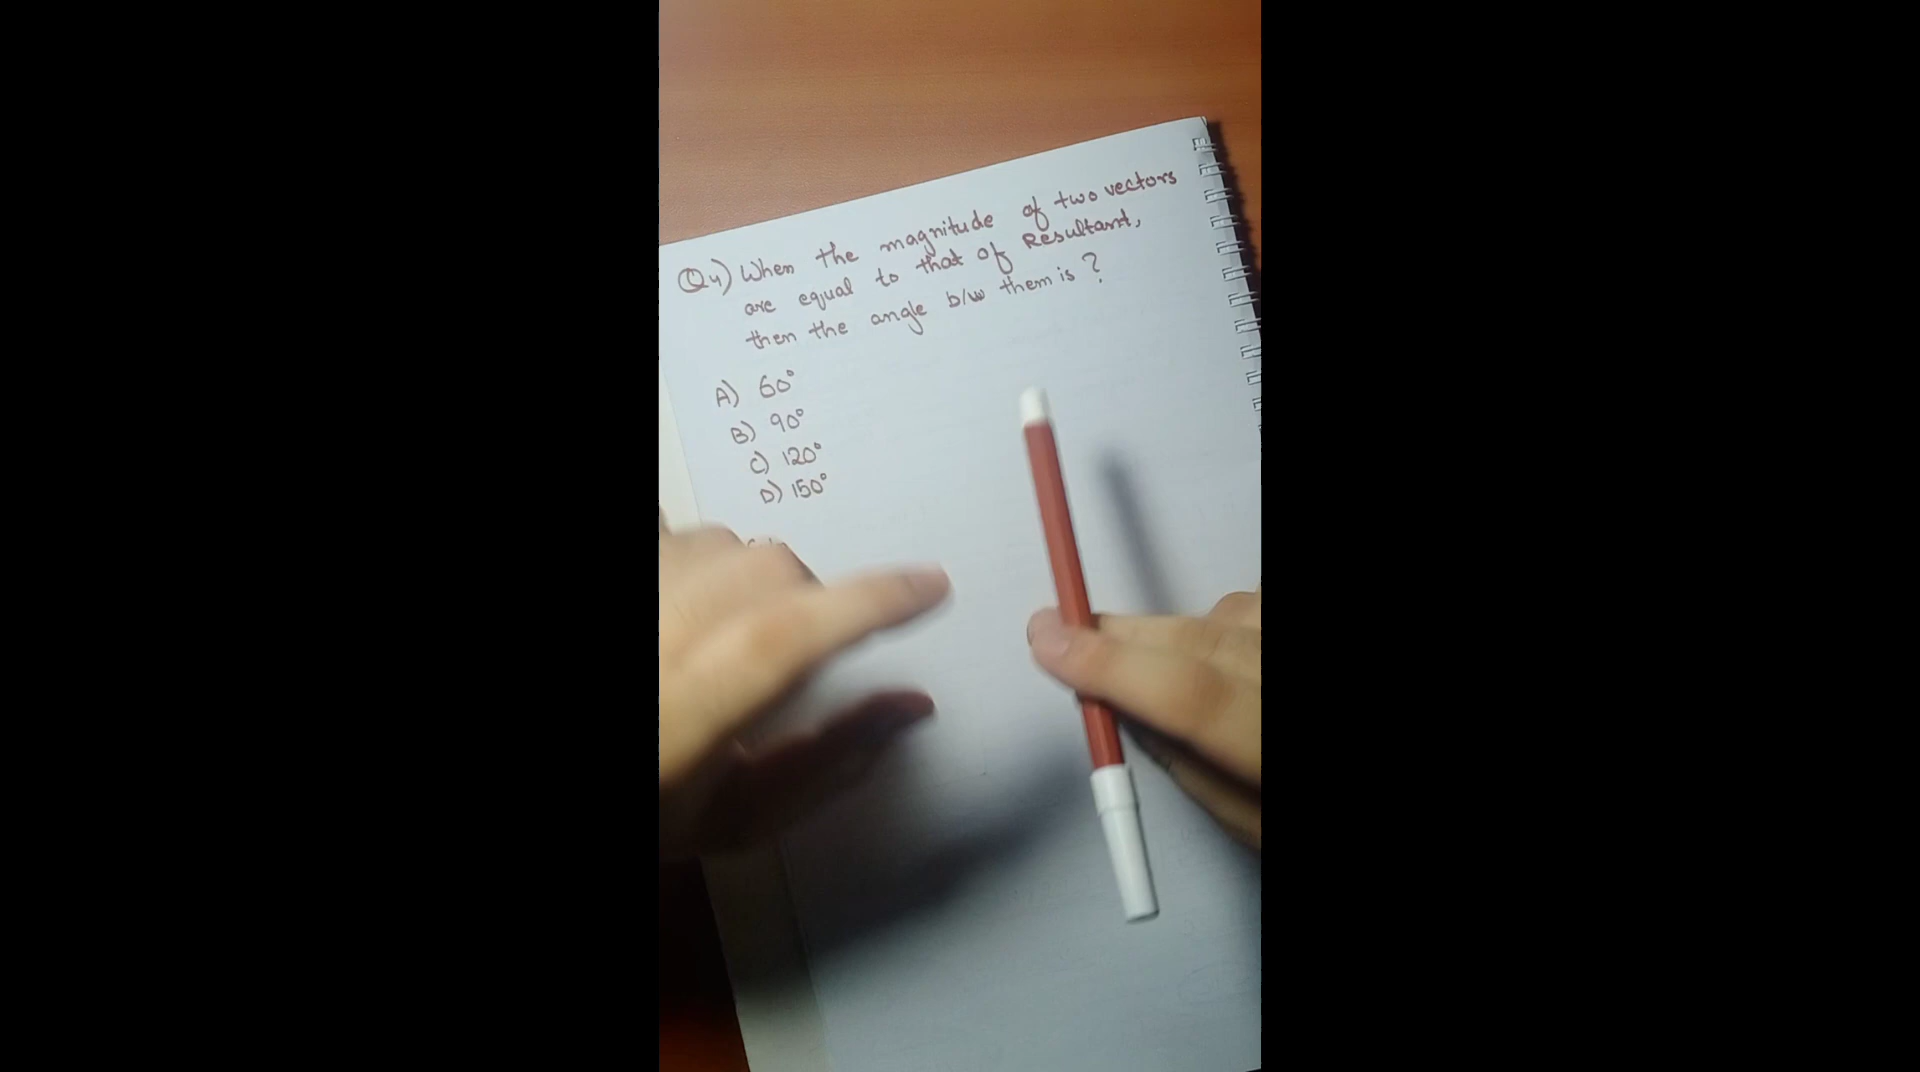 Q4) When the magnitude of two vectors
are equal to that of Resultant,
then the angle b/w them is ?
A) 60°
B) 90°
C) 120°
D) 150°